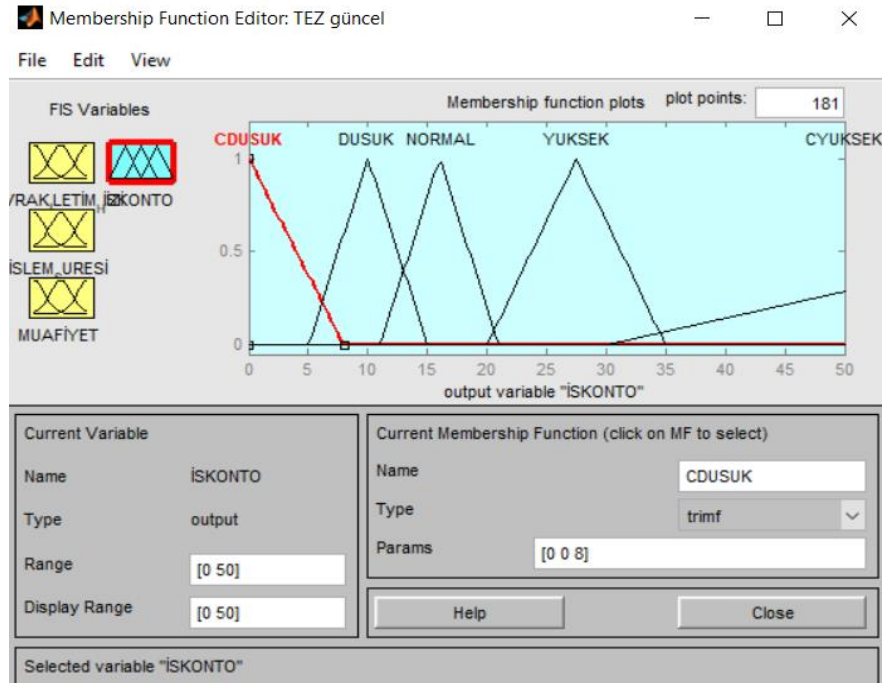 Membership Function Editor: TEZ güncel
File Edit View
FIS Variables
Membership function plots plot points: 181
CDUSUK DUSUK NORMAL YUKSEK CYUKSEK
İSKONTO
MUAFİYET
1
0.5
0
0 5 10 15 20 25 30 35 40 45 50
output variable "İSKONTO"
Current Variable
Name İSKONTO
Type output
Range [0 50]
Display Range [0 50]
Current Membership Function (click on MF to select)
Name CDUSUK
Type trimf
Params [0 0 8]
Help Close
Selected variable "İSKONTO"